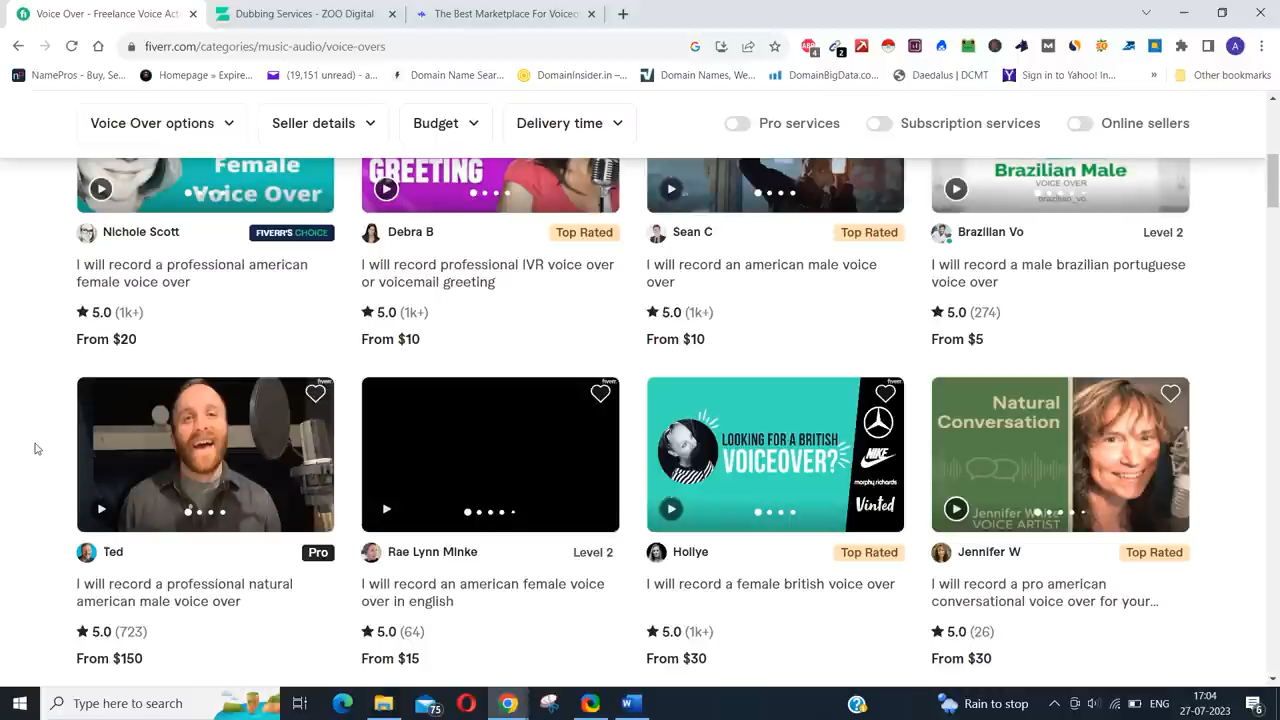 Voice Over - Freelance Voice Act
Dubbing Services - ZOO Digital
The Best Marketplace For Voiceo
fiverr.com/categories/music-audio/voice-overs
4
2
A
NamePros - Buy, Se...
Homepage » Expire...
(19,151 unread) - a...
Domain Name Sear...
DomainInsider.in –...
Domain Names, We...
DomainBigData.co...
Daedalus | DCMT
Sign in to Yahoo! In...
»
Other bookmarks
Voice Over options
Seller details
Budget
Delivery time
Pro services
Subscription services
Online sellers
Female
Voice Over
GREETING
Brazilian Male
VOICE OVER
brazilian_vo
Nichole Scott
FIVERR'S CHOICE
Debra B
Top Rated
Sean C
Top Rated
Brazilian Vo
Level 2
I will record a professional american
female voice over
I will record professional IVR voice over
or voicemail greeting
I will record an american male voice
over
I will record a male brazilian portuguese
voice over
5.0 (1k+)
5.0 (1k+)
5.0 (1k+)
5.0 (274)
From $20
From $10
From $10
From $5
fiverr
fiverr
LOOKING FOR A BRITISH
VOICEOVER?
NIKE
morphy richards
Vinted
Natural
Conversation
VOICE ARTIST
Ted
Pro
Rae Lynn Minke
Level 2
Hollye
Top Rated
Jennifer W
Top Rated
I will record a professional natural
american male voice over
I will record an american female voice
over in english
I will record a female british voice over
I will record a pro american
conversational voice over for your...
5.0 (723)
5.0 (64)
5.0 (1k+)
5.0 (26)
From $150
From $15
From $30
From $30
Type here to search
75
Rain to stop
ENG
17:04
27-07-2023
6